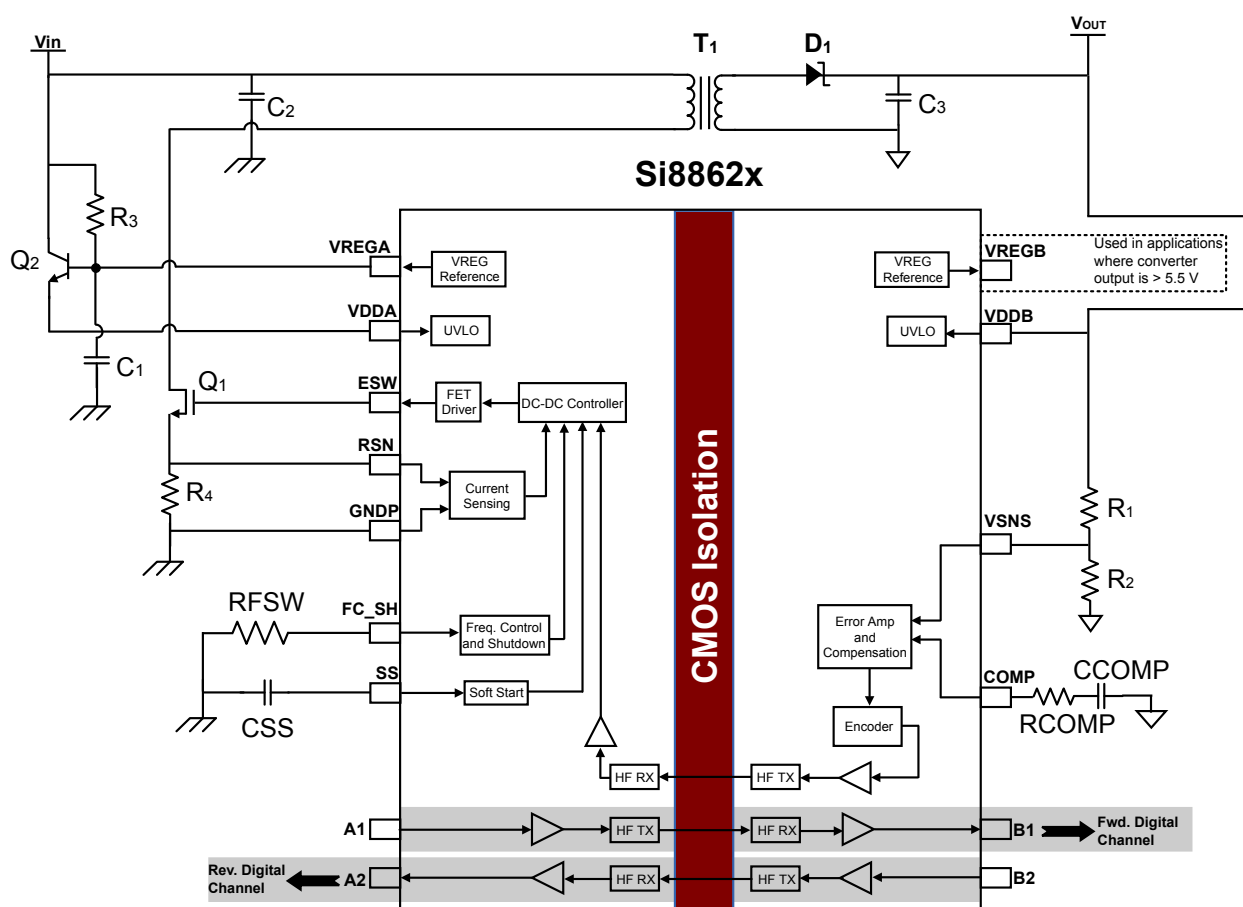 Vin
T1
D1
VOUT
C2
C3
Si8862x
R3
VREGA
VREG
Reference
VREG
Reference
VREGB
Used in applications
where converter
output is > 5.5 V
Q2
VDDA
UVLO
UVLO
VDDB
C1
Q1
ESW
FET
Driver
DC-DC Controller
CMOS Isolation
RSN
R4
Current
Sensing
GNDP
VSNS
R1
R2
RFSW
FC_SH
Freq. Control
and Shutdown
Error Amp
and
Compensation
SS
Soft Start
CSS
COMP
CCOMP
RCOMP
Encoder
HF RX
HF TX
A1
HF TX
HF RX
B1
Fwd. Digital
Channel
Rev. Digital
Channel
A2
HF RX
HF TX
B2